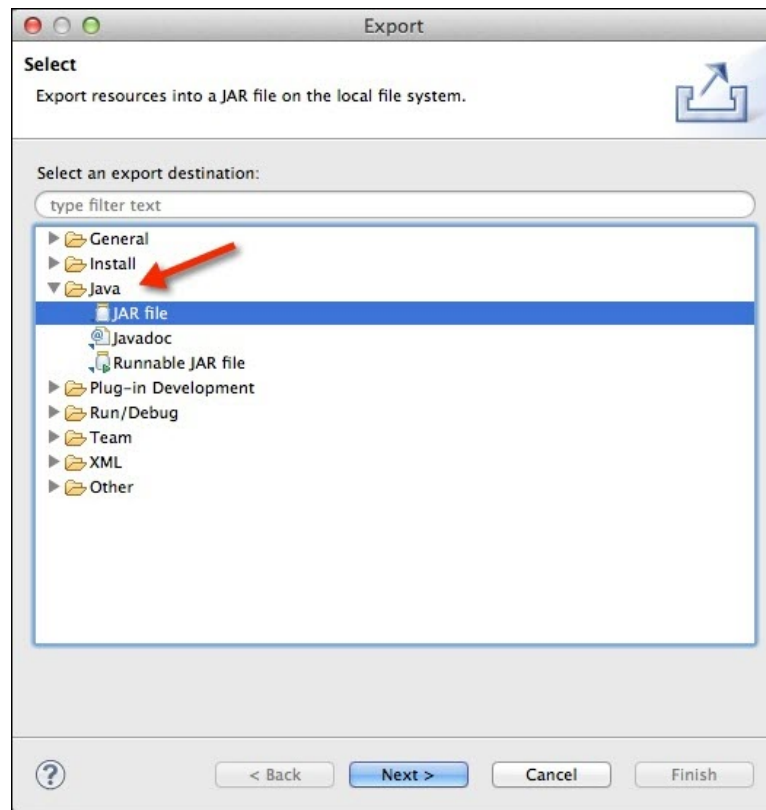 Export
Select
Export resources into a JAR file on the local file system.
Select an export destination:
type filter text
General
Install
Java
JAR file
Javadoc
Runnable JAR file
Plug-in Development
Run/Debug
Team
XML
Other
? < Back Next > Cancel Finish